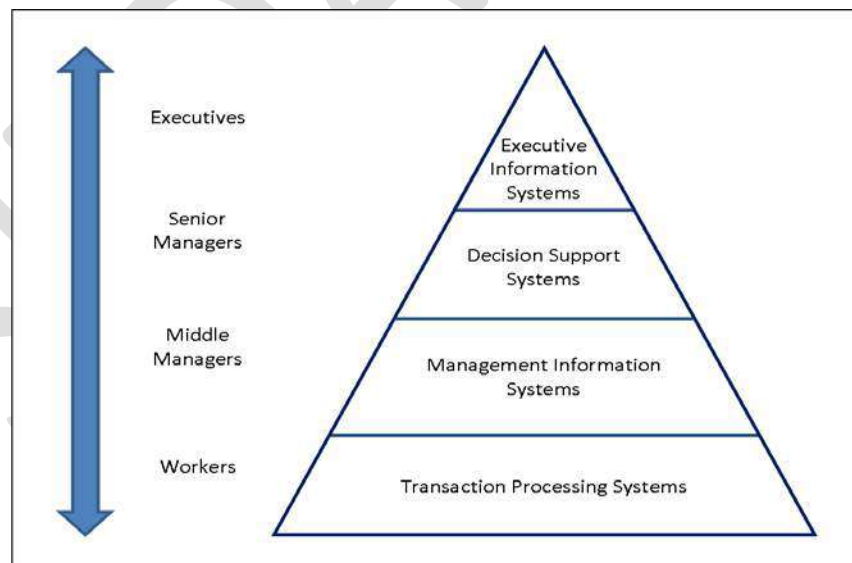 Executives
Executive
Information
Systems
Senior
Managers
Decision Support
Systems
Middle
Managers
Management Information
Systems
Workers
Transaction Processing Systems